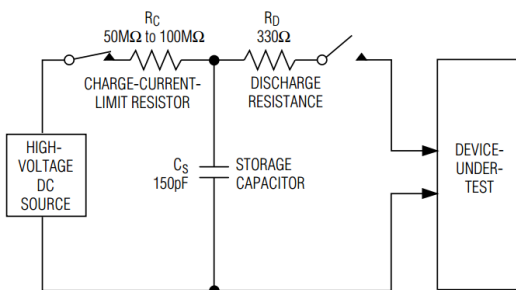 RC
50MΩ to 100MΩ
CHARGE-CURRENT-
LIMIT RESISTOR
RD
330Ω
DISCHARGE
RESISTANCE
HIGH-
VOLTAGE
DC
SOURCE
CS
150pF
STORAGE
CAPACITOR
DEVICE-
UNDER-
TEST